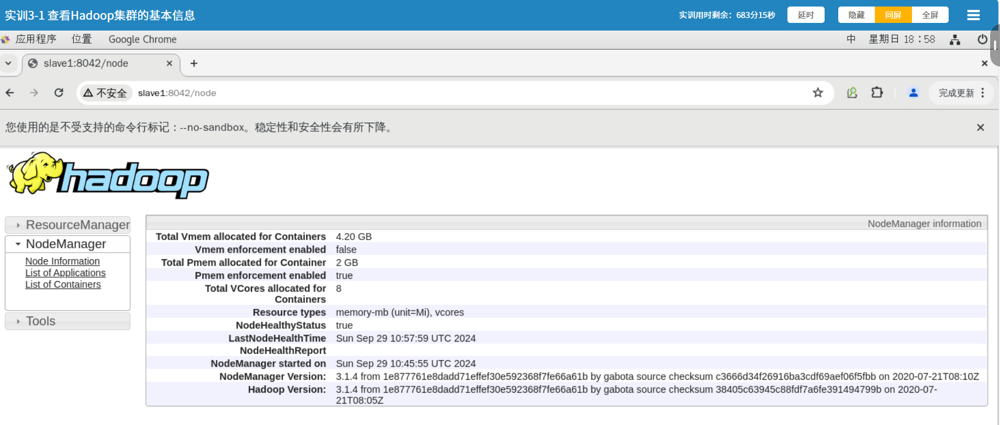 实训3-1 查看Hadoop集群的基本信息
实训用时剩余：683分15秒
延时
隐藏
同屏
全屏
应用程序
位置
Google Chrome
中
星期日 18：58
slave1:8042/node
不安全
slave1:8042/node
完成更新
您使用的是不受支持的命令行标记：--no-sandbox。稳定性和安全性会有所下降。
hadoop
ResourceManager
NodeManager
Node Information
List of Applications
List of Containers
Tools
NodeManager information
Total Vmem allocated for Containers 4.20 GB
Vmem enforcement enabled false
Total Pmem allocated for Container 2 GB
Pmem enforcement enabled true
Total VCores allocated for 8
Containers
Resource types memory-mb (unit=Mi), vcores
NodeHealthyStatus true
LastNodeHealthTime Sun Sep 29 10:57:59 UTC 2024
NodeHealthReport
NodeManager started on Sun Sep 29 10:45:55 UTC 2024
NodeManager Version: 3.1.4 from 1e877761e8dadd71effef30e592368f7fe66a61b by gabota source checksum c3666d34f26916ba3cdf69aef06f5fbb on 2020-07-21T08:10Z
Hadoop Version: 3.1.4 from 1e877761e8dadd71effef30e592368f7fe66a61b by gabota source checksum 38405c63945c88fdf7a6fe391494799b on 2020-07-
21T08:05Z